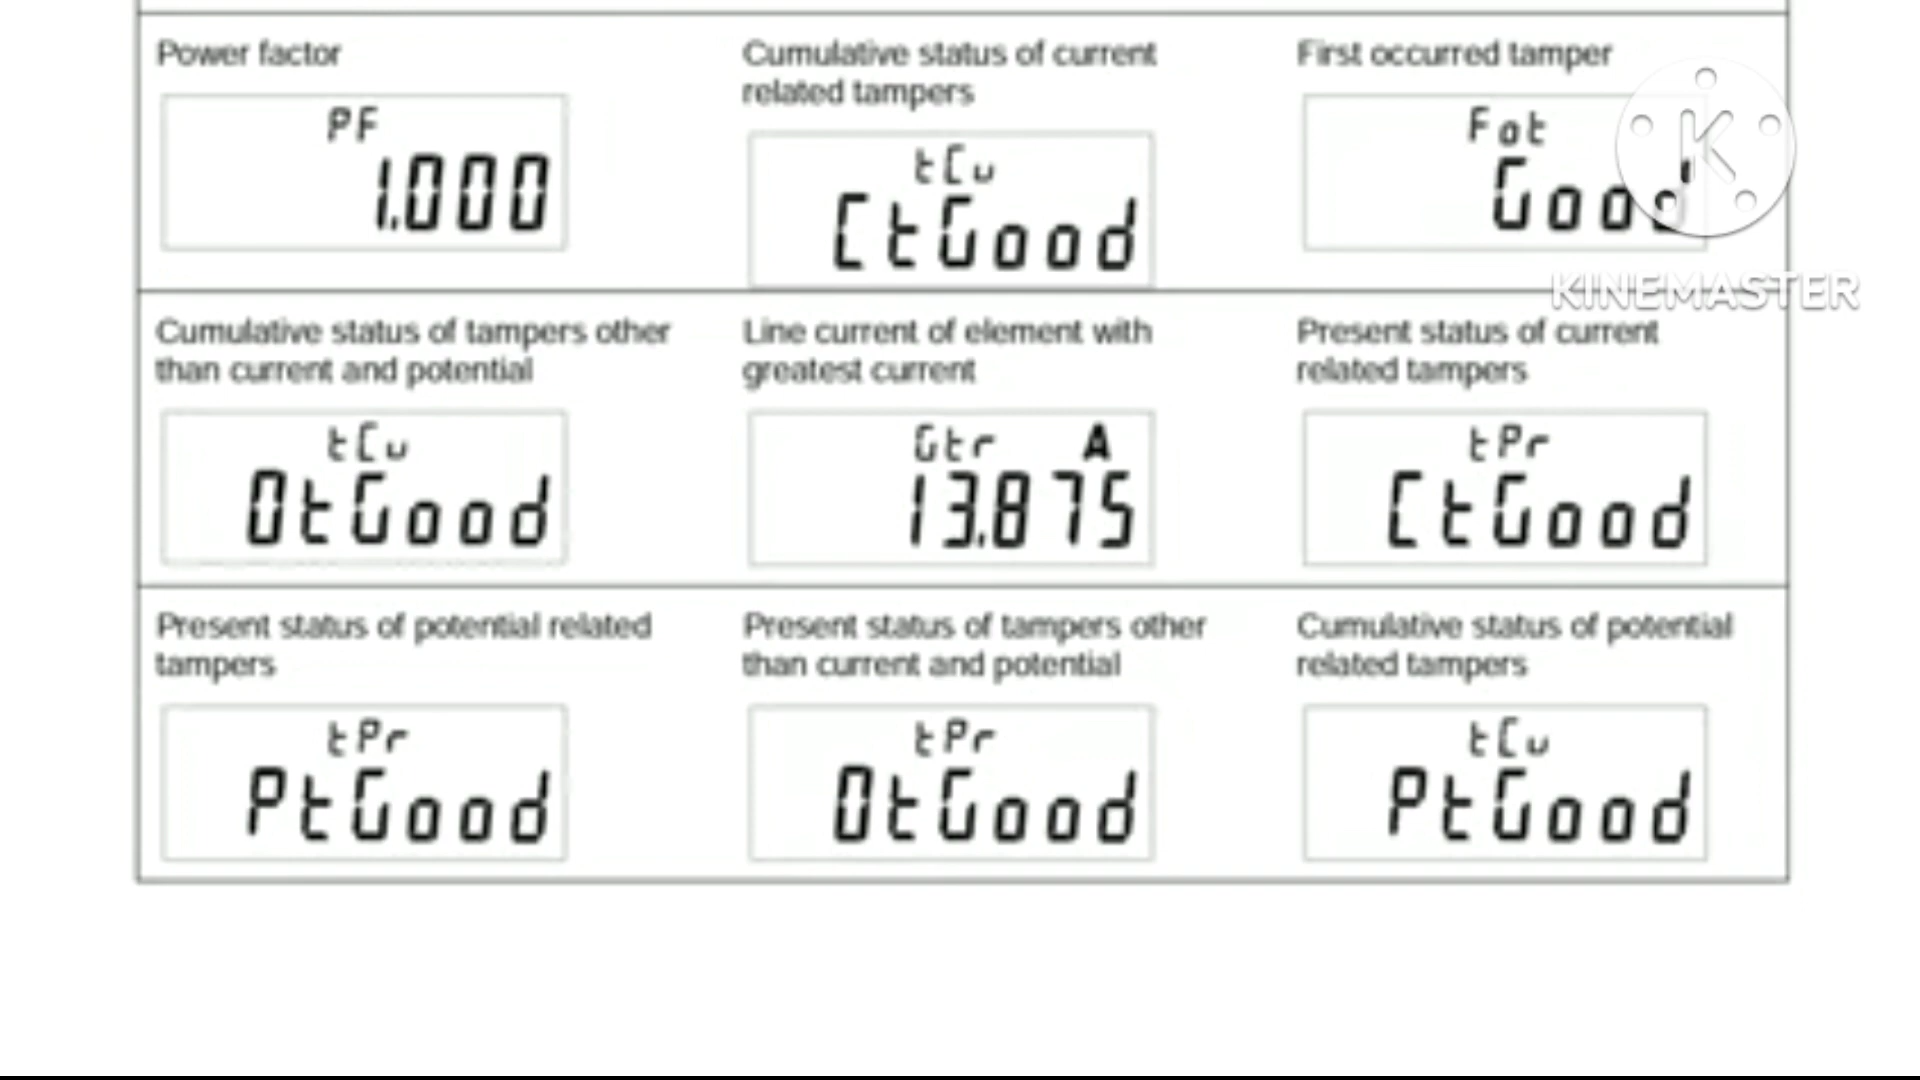 Power factor
PF
1.000
Cumulative status of current
related tampers
tCu
CtGood
First occurred tamper
Fot
Good
K
KINEMASTER
Cumulative status of tampers other
than current and potential
tCu
OtGood
Line current of element with
greatest current
Gtr A
13.875
Present status of current
related tampers
tPr
CtGood
Present status of potential related
tampers
tPr
PtGood
Present status of tampers other
than current and potential
tPr
OtGood
Cumulative status of potential
related tampers
tCu
PtGood